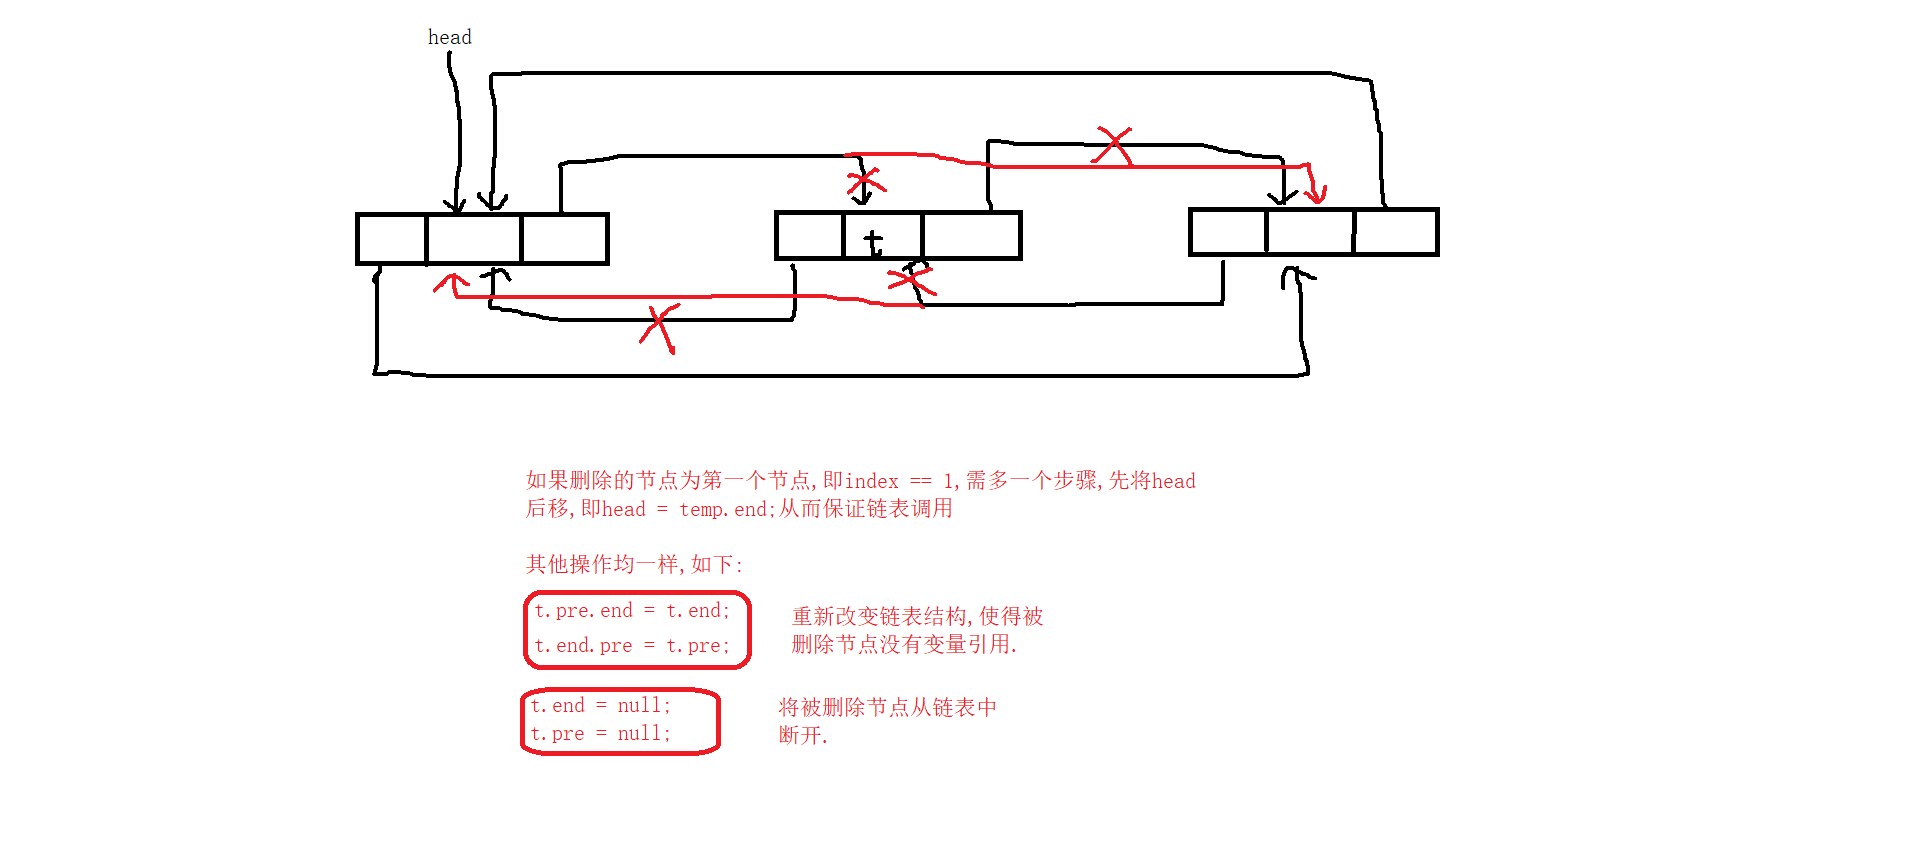 head
t
如果删除的节点为第一个节点,即index == 1,需多一个步骤,先将head
后移,即head = temp.end;从而保证链表调用
其他操作均一样,如下:
t.pre.end = t.end;
t.end.pre = t.pre;
重新改变链表结构,使得被
删除节点没有变量引用.
t.end = null;
t.pre = null;
将被删除节点从链表中
断开.